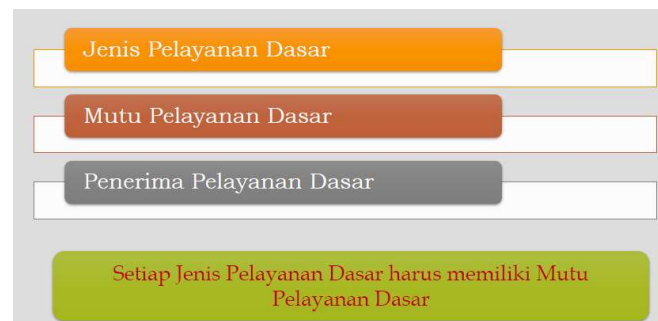 Jenis Pelayanan Dasar
Mutu Pelayanan Dasar
Penerima Pelayanan Dasar
Setiap Jenis Pelayanan Dasar harus memiliki Mutu
Pelayanan Dasar